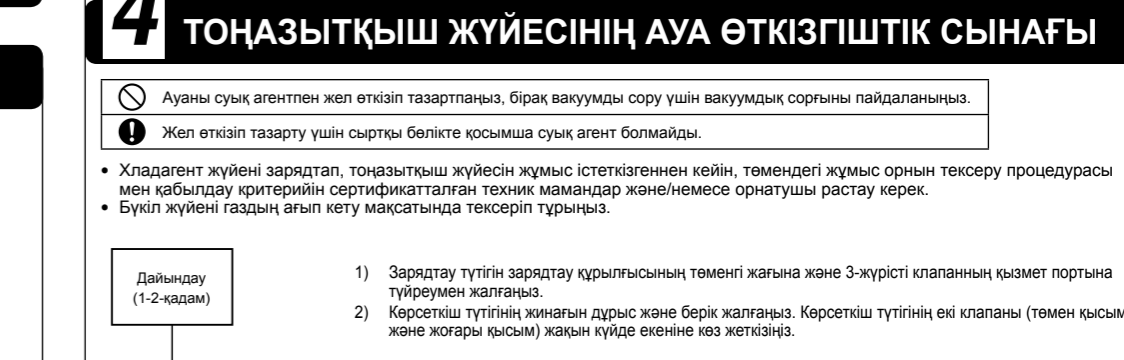 4 ТОҢАЗЫТҚЫШ ЖҮЙЕСІНІҢ АУА ӨТКІЗГІШТІК СЫНАҒЫ
Ауаны суық агентпен жел өткізіп тазартпаңыз, бірақ вакуумды сору үшін вакуумдық сорғыны пайдаланыңыз.
Жел өткізіп тазарту үшін сыртқы бөлікте қосымша суық агент болмайды.
• Хладагент жүйені зарядтап, тоңазытқыш жүйесін жұмыс істеткізгеннен кейін, төмендегі жұмыс орнын тексеру процедурасы
мен қабылдау критерийін сертификатталған техник мамандар және/немесе орнатушы растау керек.
• Бүкіл жүйені газдың ағып кету мақсатында тексеріп тұрыңыз.
Дайындау
(1-2-қадам)
1) Зарядтау түтігін зарядтау құрылғысының төменгі жағына және 3-жүрісті клапанның қызмет портына
түйреумен жалғаңыз.
2) Көрсеткіш түтігінің жинағын дұрыс және берік жалғаңыз. Көрсеткіш түтігінің екі клапаны (төмен қысым
және жоғары қысым) жақын күйде екеніне көз жеткізіңіз.